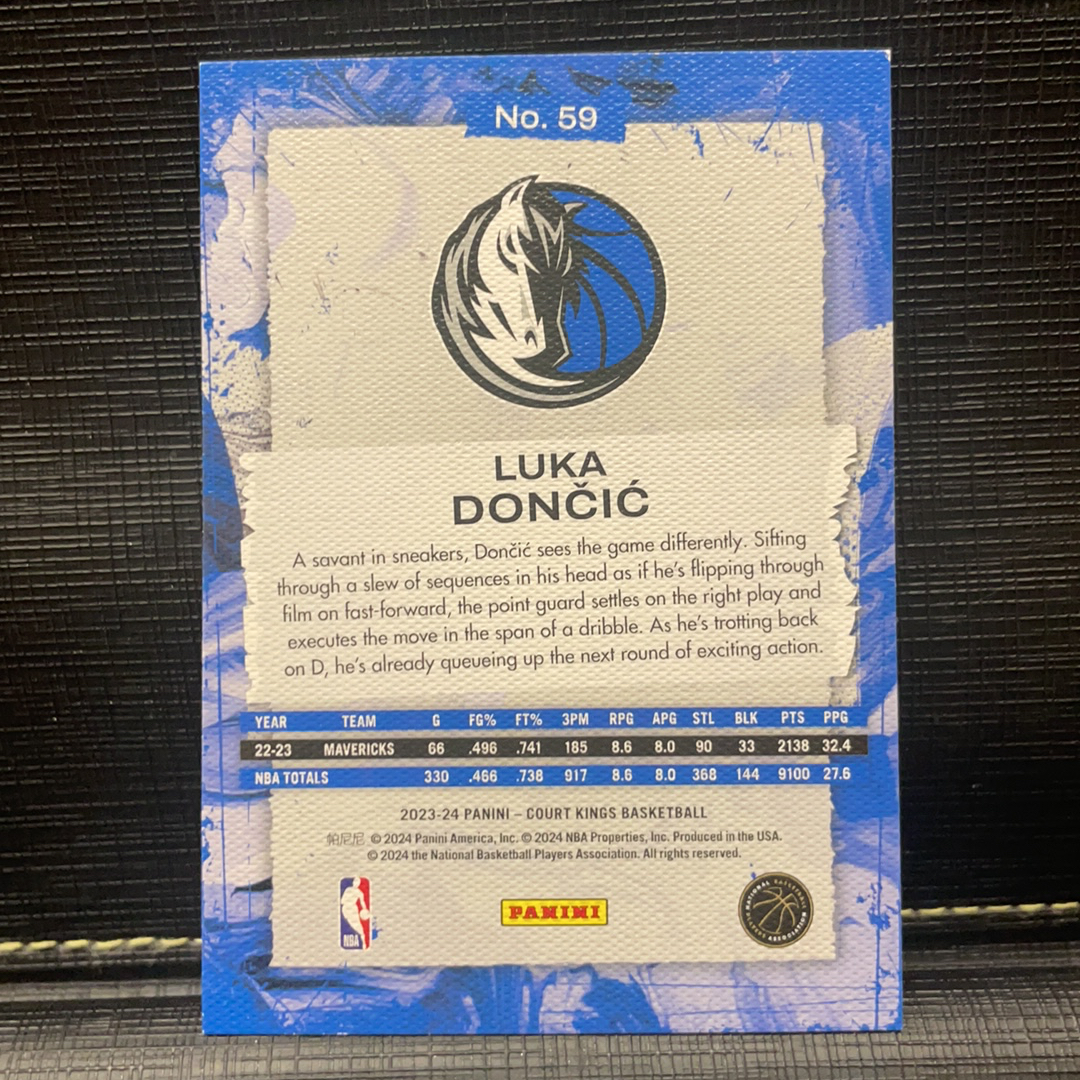 No. 59
LUKA
DONČIĆ
A savant in sneakers, Dončić sees the game differently. Sifting
through a slew of sequences in his head as if he's flipping through
film on fast-forward, the point guard settles on the right play and
executes the move in the span of a dribble. As he's trotting back
on D, he's already queueing up the next round of exciting action.
YEAR TEAM G FG% FT% 3PM RPG APG STL BLK PTS PPG
22-23 MAVERICKS 66 .496 .741 185 8.6 8.0 90 33 2138 32.4
NBA TOTALS 330 .466 .738 917 8.6 8.0 368 144 9100 27.6
2023-24 PANINI – COURT KINGS BASKETBALL
帕尼尼 © 2024 Panini America, Inc. © 2024 NBA Properties, Inc. Produced in the USA.
© 2024 the National Basketball Players Association. All rights reserved.
NBA
PANINI
NATIONAL BASKETBALL PLAYERS ASSOCIATION